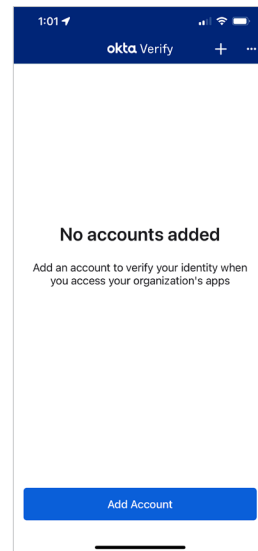 1:01
okta Verify
No accounts added
Add an account to verify your identity when
you access your organization's apps
Add Account